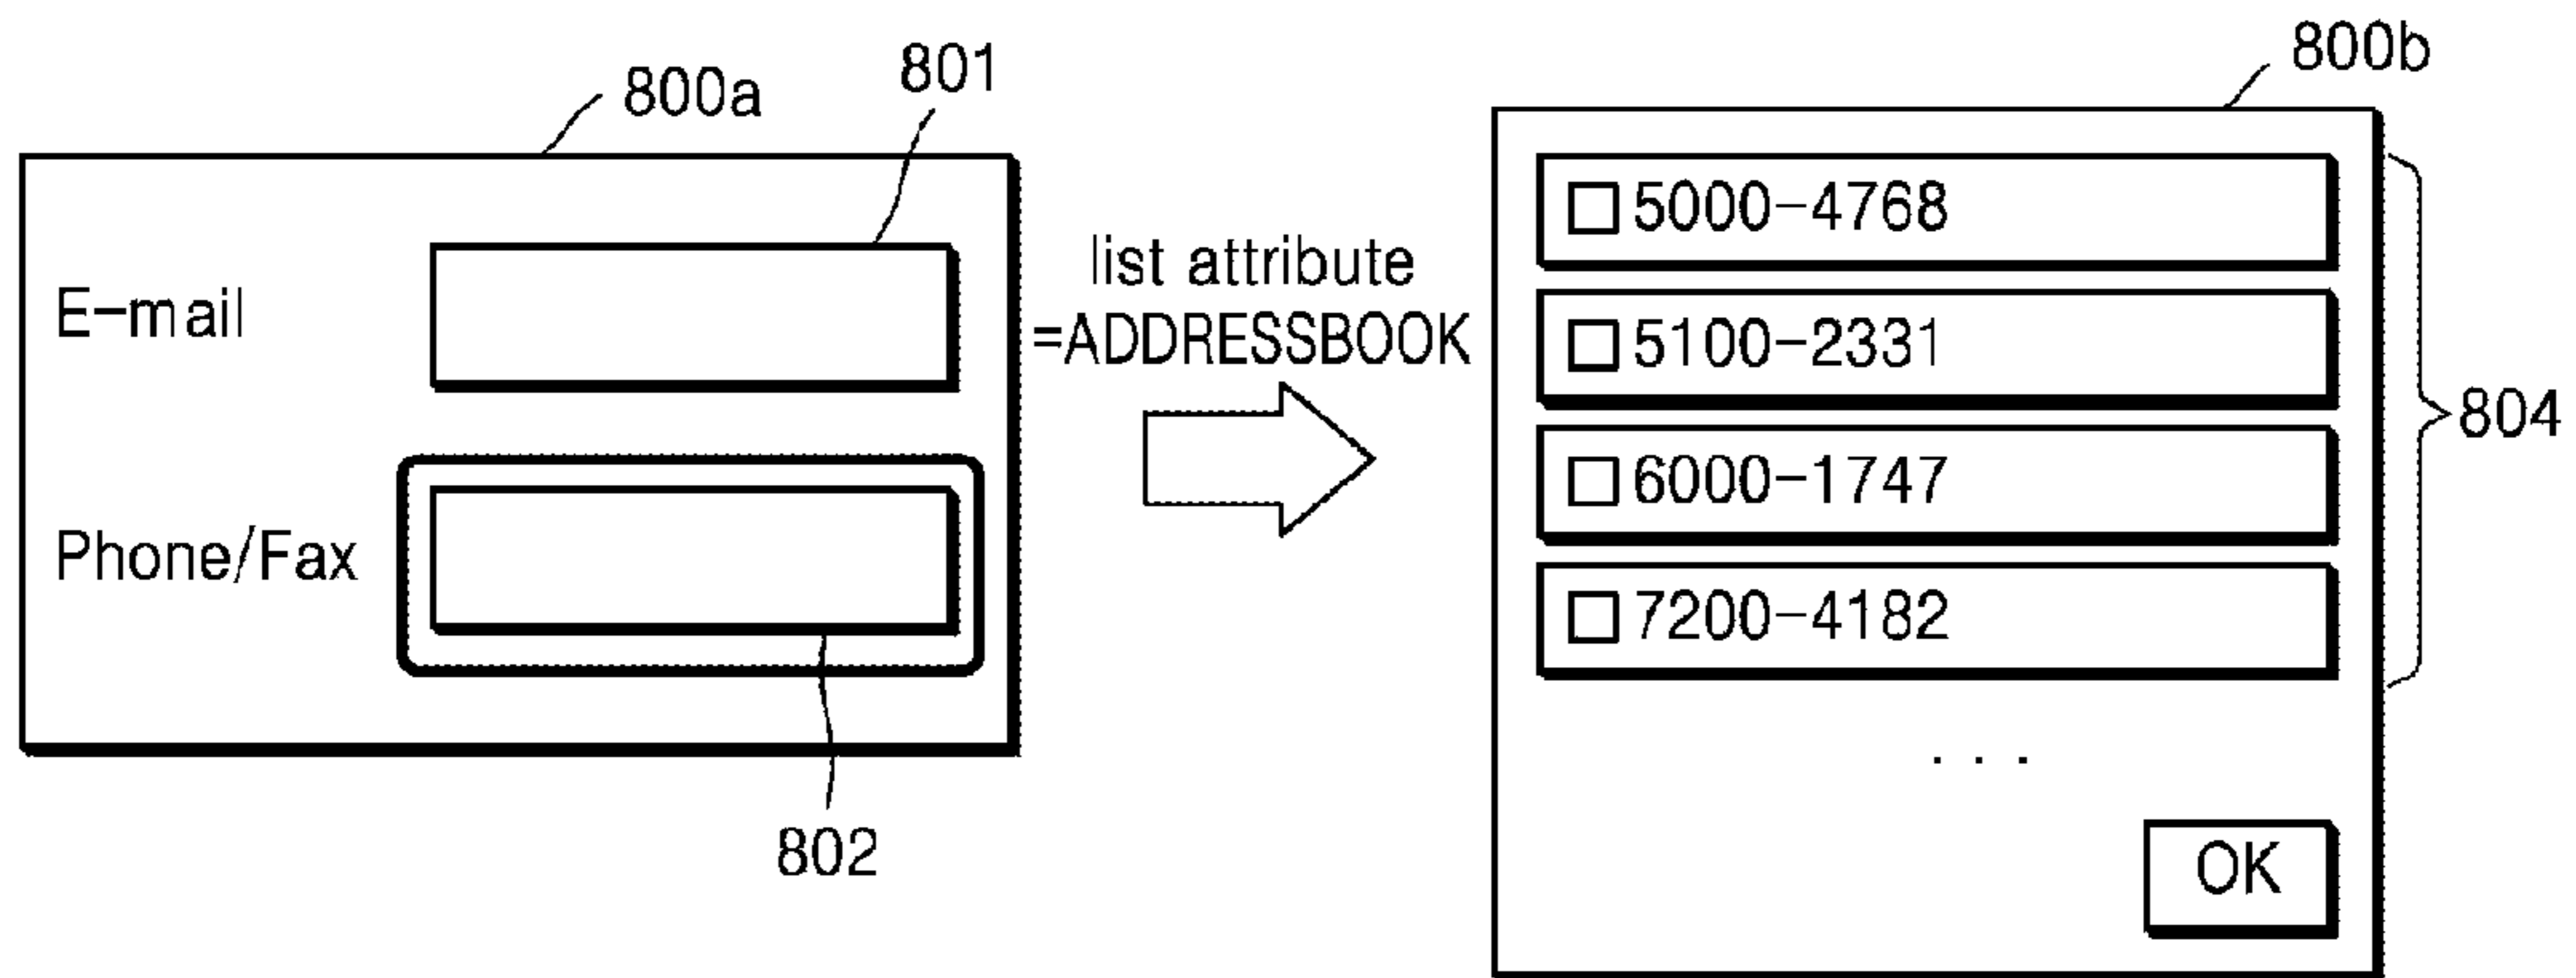 800a
801
E-mail
Phone/Fax
802
list attribute
=ADDRESSBOOK
800b
5000-4768
5100-2331
6000-1747
7200-4182
. . .
OK
804